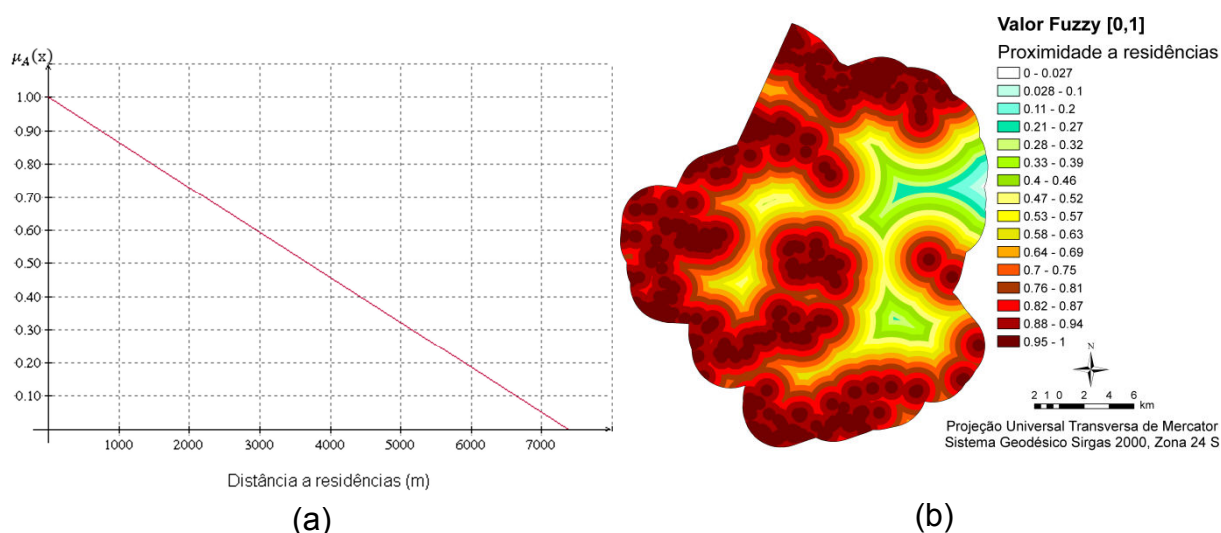 μA(x)
1.00
0.90
0.80
0.70
0.60
0.50
0.40
0.30
0.20
0.10
1000 2000 3000 4000 5000 6000 7000
Distância a residências (m)
(a)
Valor Fuzzy [0,1]
Proximidade a residências
0 - 0.027
0.028 - 0.1
0.11 - 0.2
0.21 - 0.27
0.28 - 0.32
0.33 - 0.39
0.4 - 0.46
0.47 - 0.52
0.53 - 0.57
0.58 - 0.63
0.64 - 0.69
0.7 - 0.75
0.76 - 0.81
0.82 - 0.87
0.88 - 0.94
0.95 - 1
N
2 1 0 2 4 6
km
Projeção Universal Transversa de Mercator
Sistema Geodésico Sirgas 2000, Zona 24 S
(b)